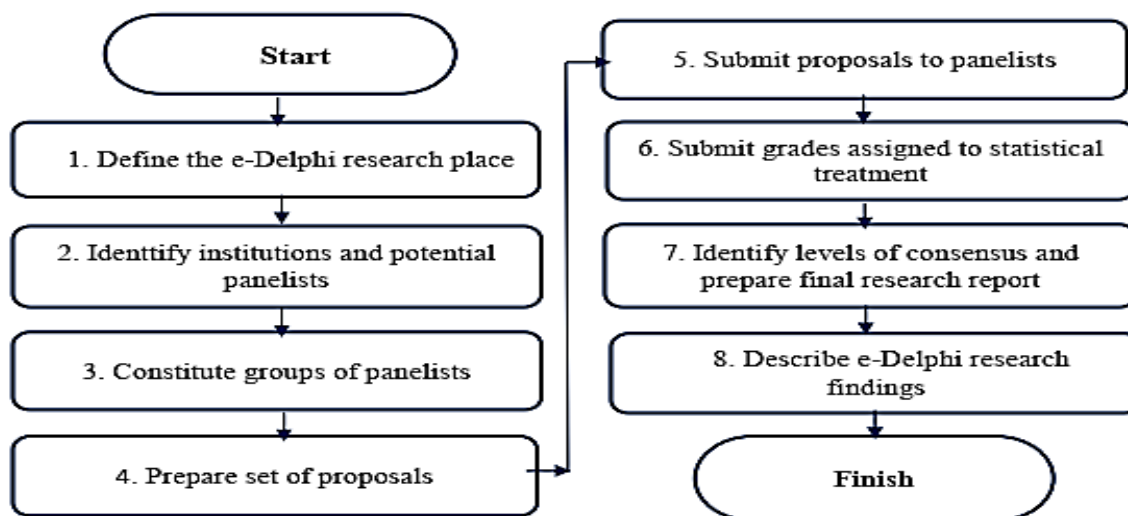 Start
1. Define the e-Delphi research place
2. Identtify institutions and potential
panelists
3. Constitute groups of panelists
4. Prepare set of proposals
5. Submit proposals to panelists
6. Submit grades assigned to statistical
treatment
7. Identify levels of consensus and
prepare final research report
8. Describe e-Delphi research
findings
Finish